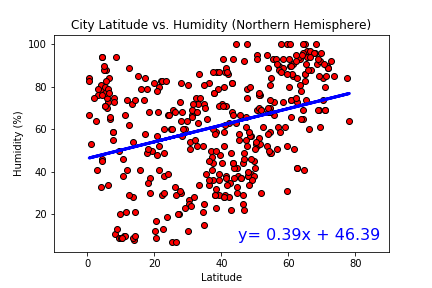 City Latitude vs. Humidity (Northern Hemisphere)
100
80
60
40
20
Humidity (%)
y= 0.39x + 46.39
0 20 40 60 80
Latitude